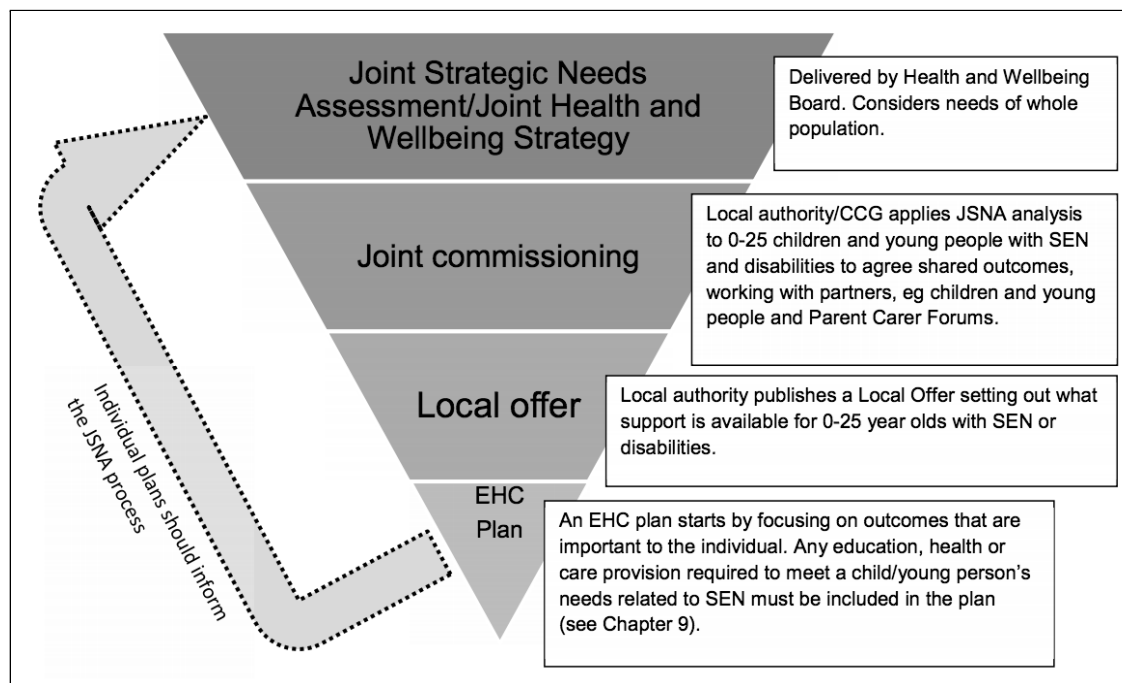 Joint Strategic Needs
Assessment/Joint Health and
Wellbeing Strategy
Delivered by Health and Wellbeing
Board. Considers needs of whole
population.
Joint commissioning
Local authority/CCG applies JSNA analysis
to 0-25 children and young people with SEN
and disabilities to agree shared outcomes,
working with partners, eg children and young
people and Parent Carer Forums.
Local offer
Local authority publishes a Local Offer setting out what
support is available for 0-25 year olds with SEN or
disabilities.
EHC
Plan
An EHC plan starts by focusing on outcomes that are
important to the individual. Any education, health or
care provision required to meet a child/young person's
needs related to SEN must be included in the plan
(see Chapter 9).
Individual plans should inform
the JSNA process